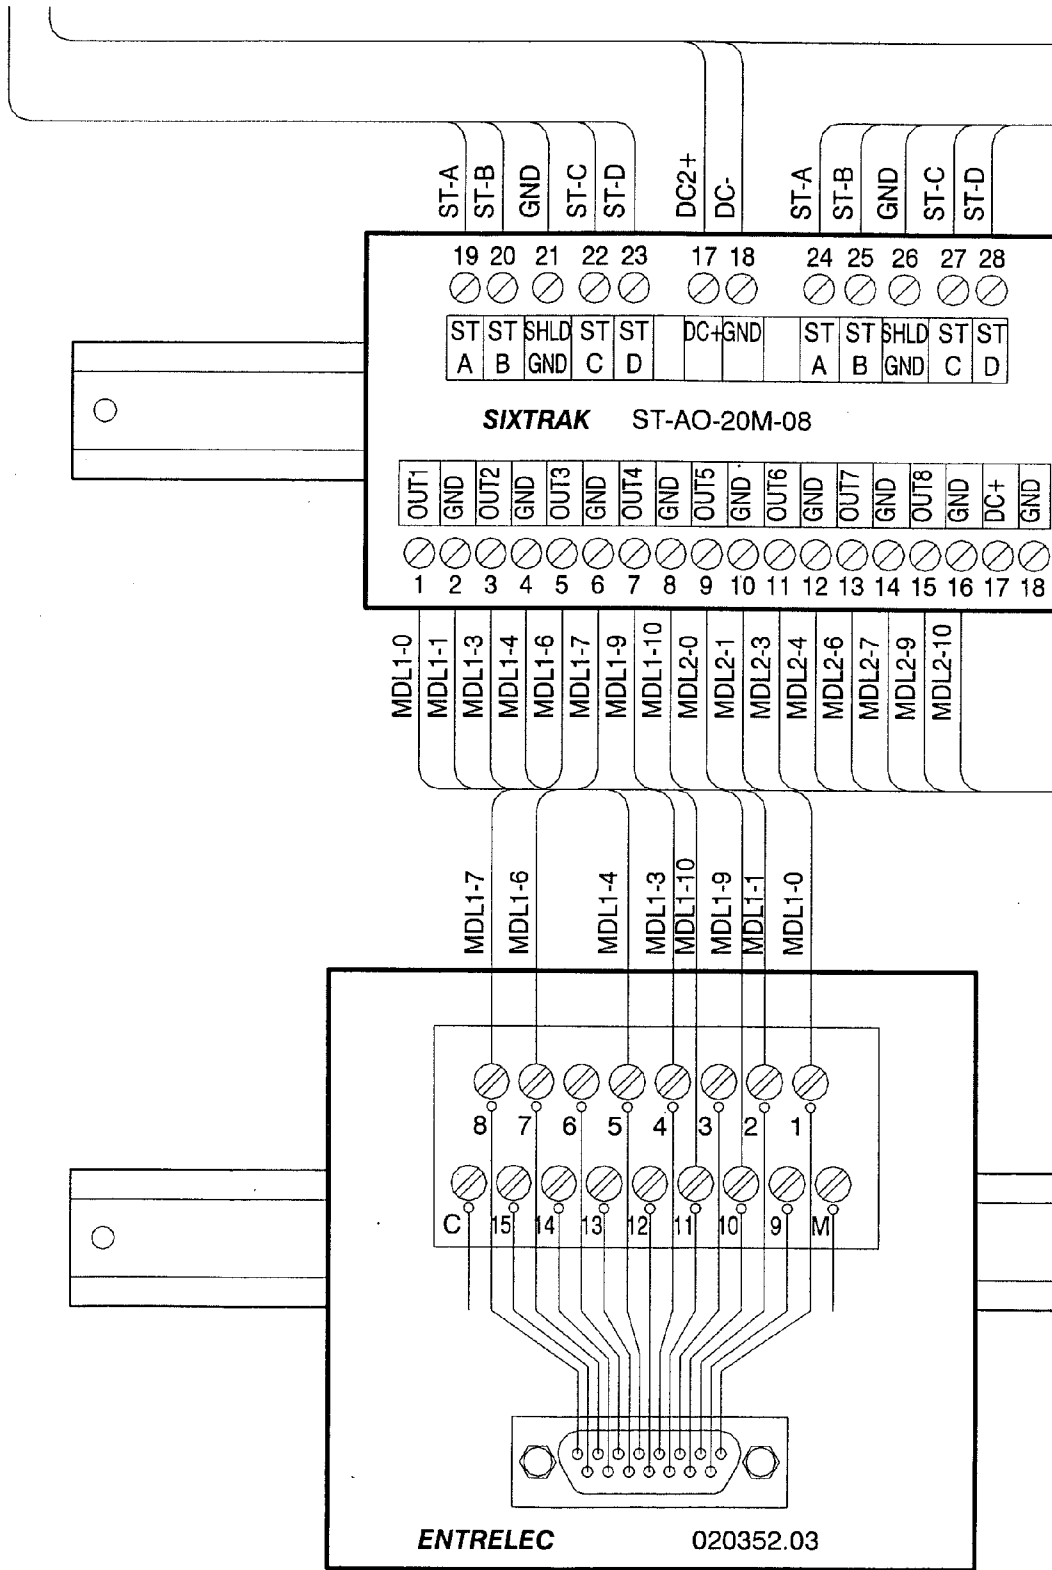 ST-A ST-B GND ST-C ST-D DC2+ DC- ST-A ST-B GND ST-C ST-D
19 20 21 22 23 17 18 24 25 26 27 28
ST ST SHLD ST ST DC+ GND ST ST SHLD ST ST
A B GND C D A B GND C D
SIXTRAK ST-AO-20M-08
OUT1 GND OUT2 GND OUT3 GND OUT4 GND OUT5 GND OUT6 GND OUT7 GND OUT8 GND DC+ GND
1 2 3 4 5 6 7 8 9 10 11 12 13 14 15 16 17 18
MDL1-0 MDL1-1 MDL1-3 MDL1-4 MDL1-6 MDL1-7 MDL1-9 MDL1-10 MDL2-0 MDL2-1 MDL2-3 MDL2-4 MDL2-6 MDL2-7 MDL2-9 MDL2-10
MDL1-7 MDL1-6 MDL1-4 MDL1-3 MDL1-10 MDL1-9 MDL1-1 MDL1-0
8 7 6 5 4 3 2 1
C 15 14 13 12 11 10 9 M
ENTRELEC 020352.03